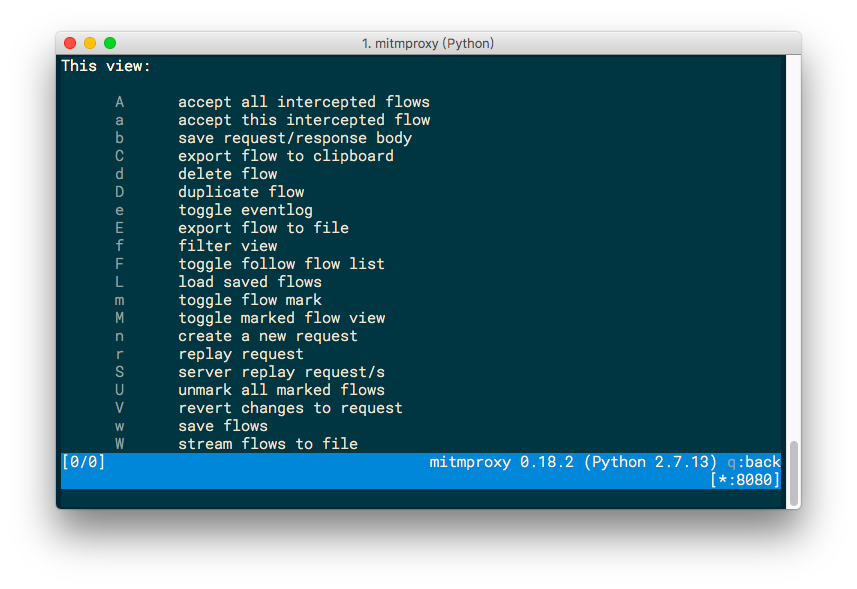 1. mitmproxy (Python)
This view:
A accept all intercepted flows
a accept this intercepted flow
b save request/response body
C export flow to clipboard
d delete flow
D duplicate flow
e toggle eventlog
E export flow to file
f filter view
F toggle follow flow list
L load saved flows
m toggle flow mark
M toggle marked flow view
n create a new request
r replay request
S server replay request/s
U unmark all marked flows
V revert changes to request
w save flows
W stream flows to file
[0/0] mitmproxy 0.18.2 (Python 2.7.13) q:back
[*:8080]